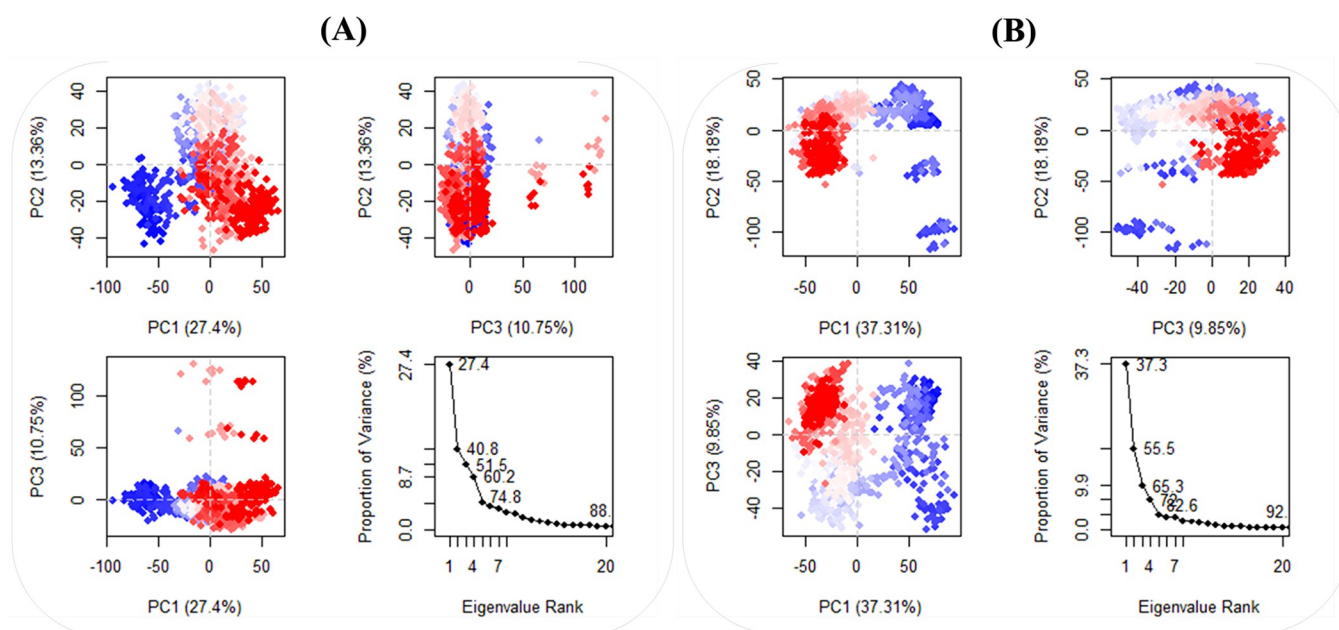 (A)
(B)
40
20
0
-20
-40
PC2 (13.36%)
-100 -50 0 50
PC1 (27.4%)
40
20
0
-20
-40
PC2 (13.36%)
0 50 100
PC3 (10.75%)
100
50
0
PC3 (10.75%)
-100 -50 0 50
PC1 (27.4%)
27.4
8.7
0.0
Proportion of Variance (%)
27.4
40.8
51.5
60.2
74.8
88.
1 4 7 20
Eigenvalue Rank
50
0
-50
-100
PC2 (18.18%)
-50 0 50
PC1 (37.31%)
50
0
-50
-100
PC2 (18.18%)
-40 -20 0 20 40
PC3 (9.85%)
40
20
0
-20
-40
PC3 (9.85%)
-50 0 50
PC1 (37.31%)
37.3
9.9
0.0
Proportion of Variance (%)
37.3
55.5
65.3
82.6
92.
1 4 7 20
Eigenvalue Rank